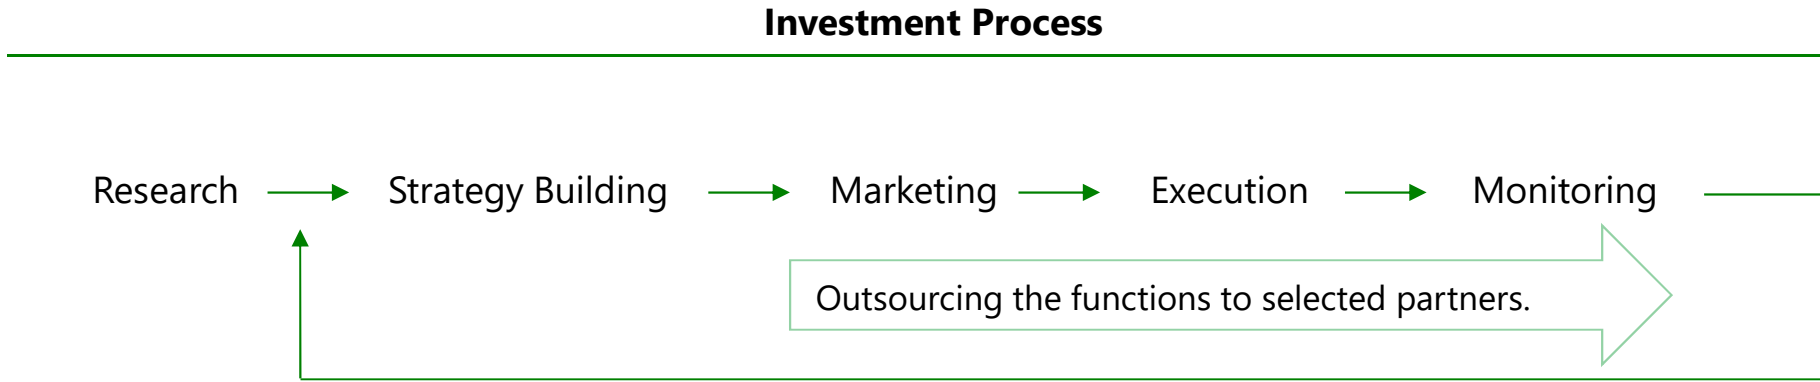 Investment Process
Research
Strategy Building
Marketing
Execution
Monitoring
Outsourcing the functions to selected partners.